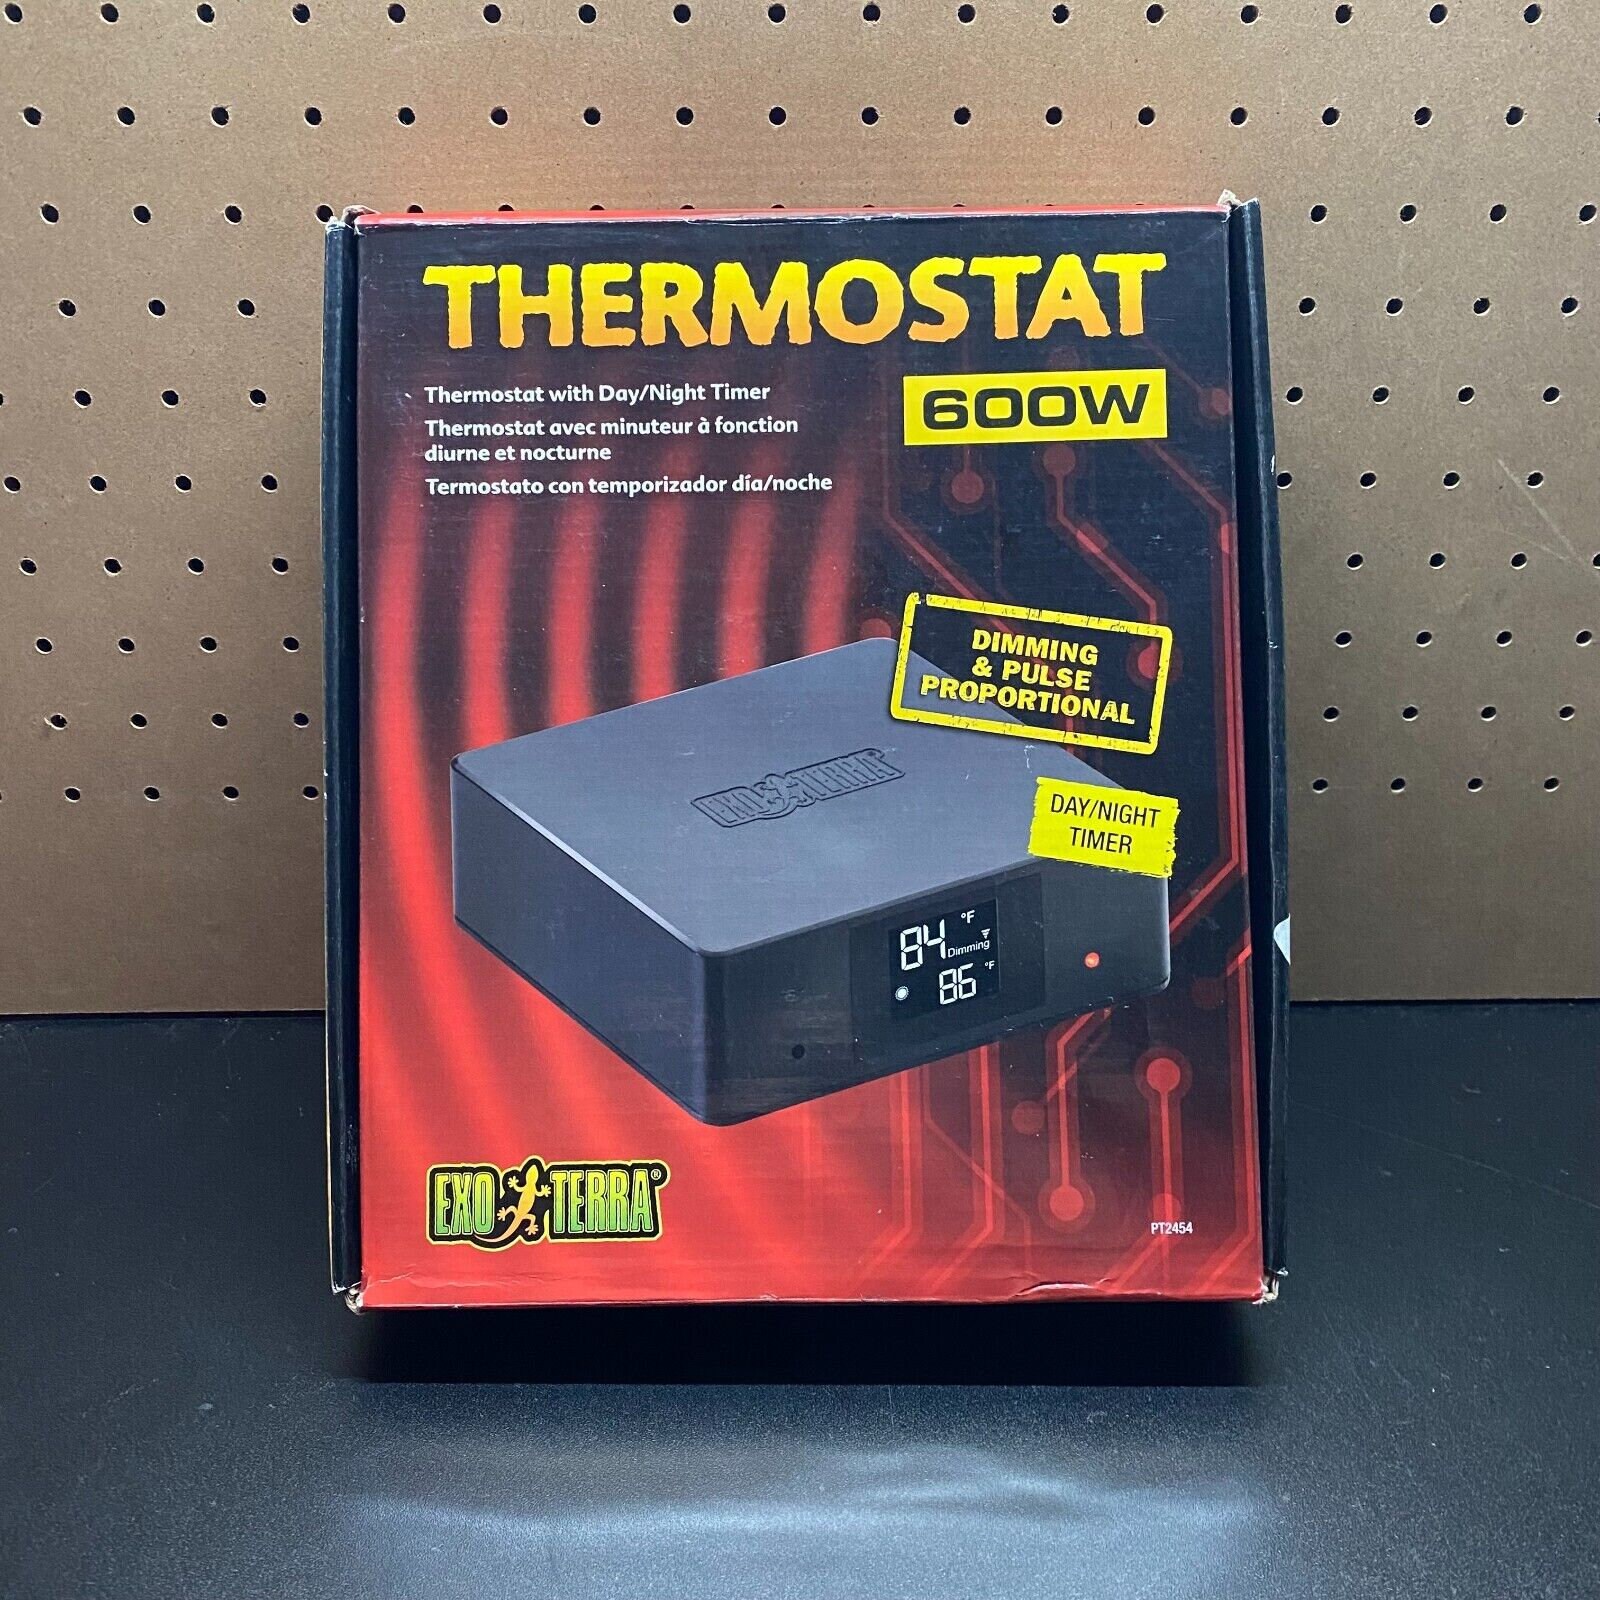 THERMOSTAT
Thermostat with Day/Night Timer
600W
Thermostat avec minuteur à fonction
diurne et nocturne
Termostato con temporizador día/noche
DIMMING
& PULSE
PROPORTIONAL
EXO TERRA®
DAY/NIGHT
TIMER
84 °F
Dimming
86 °F
EXO TERRA®
PT2454